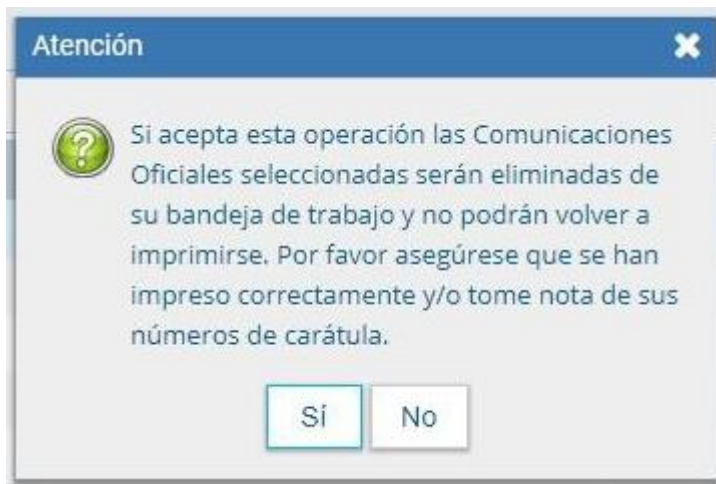 Atención
Si acepta esta operación las Comunicaciones
Oficiales seleccionadas serán eliminadas de
su bandeja de trabajo y no podrán volver a
imprimirse. Por favor asegúrese que se han
impreso correctamente y/o tome nota de sus
números de carátula.
Sí No